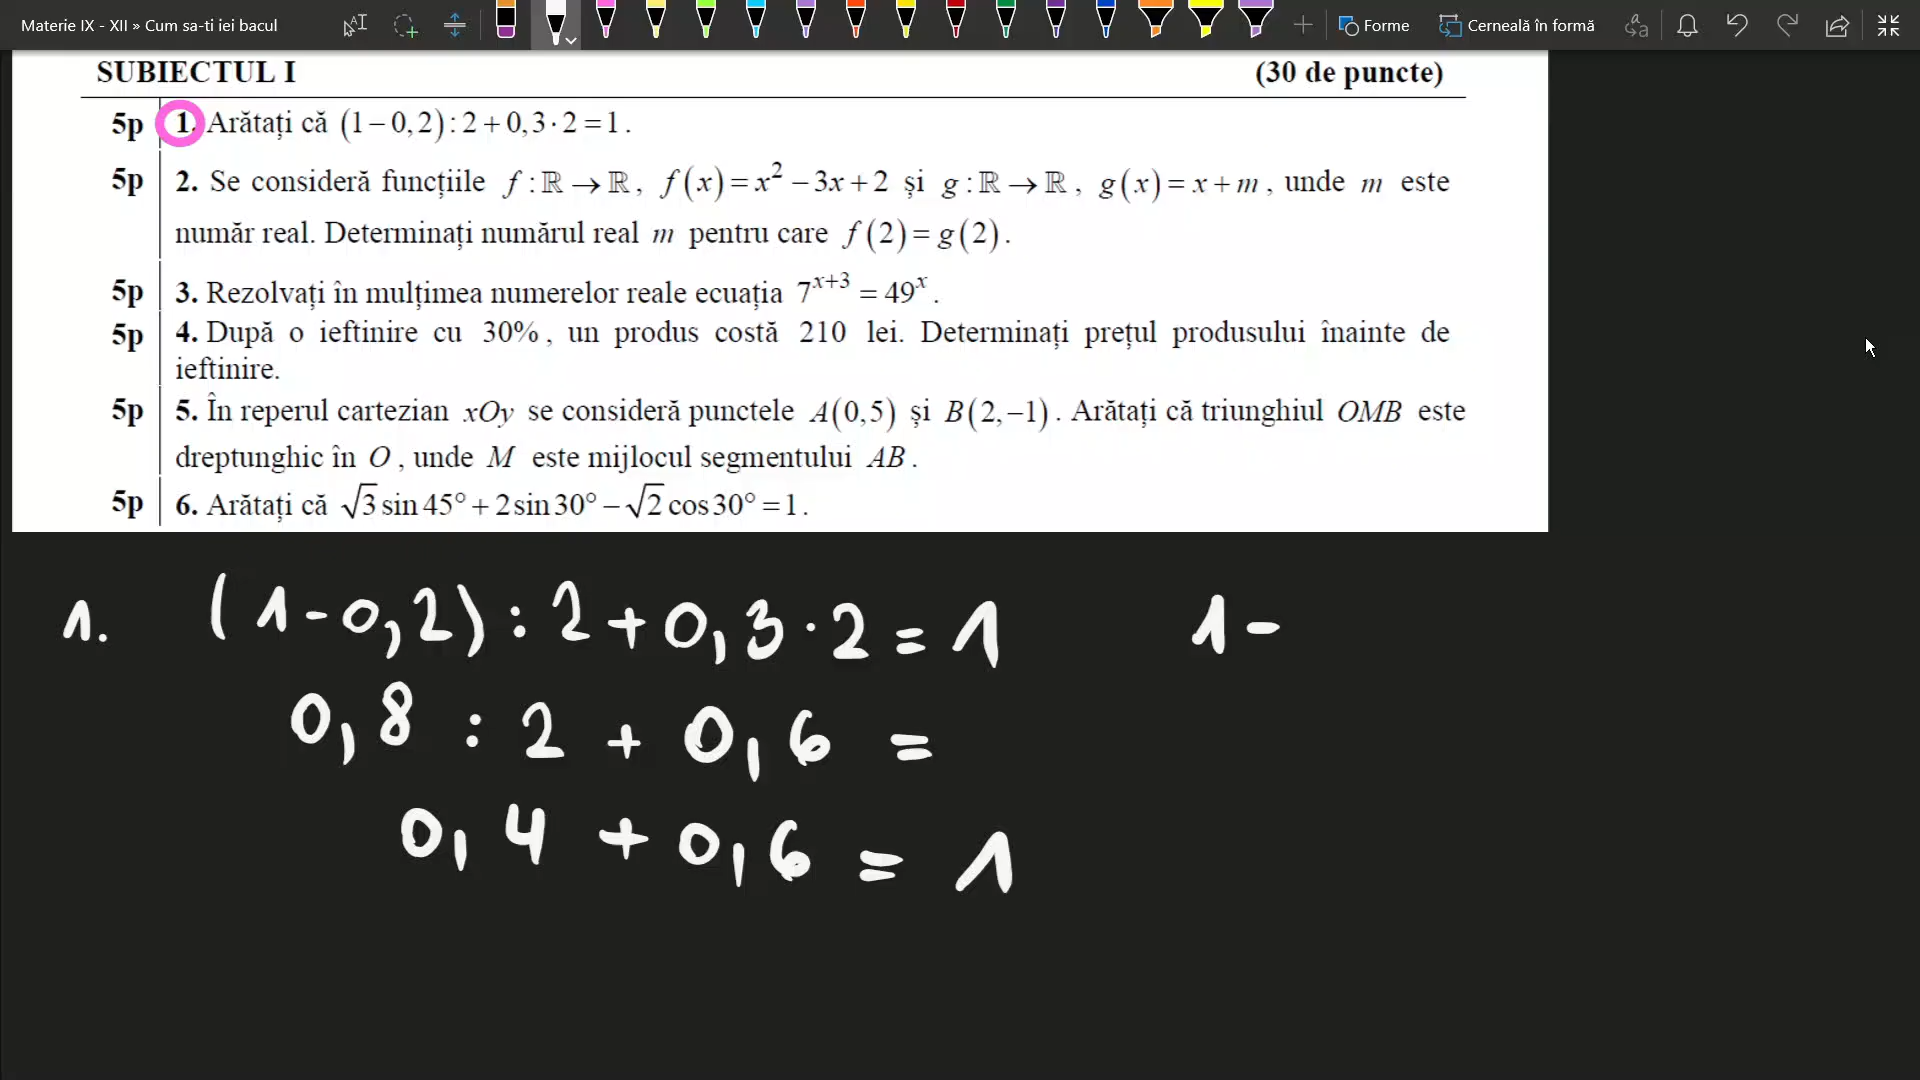 Materie IX - XII » Cum sa-ti iei bacul
Forme
Cerneală în formă
SUBIECTUL I (30 de puncte)
5p 1. Arătați că (1−0,2):2+0,3·2=1.
5p 2. Se consideră funcțiile f:ℝ→ℝ, f(x)=x²−3x+2 și g:ℝ→ℝ, g(x)=x+m, unde m este
număr real. Determinați numărul real m pentru care f(2)=g(2).
5p 3. Rezolvați în mulțimea numerelor reale ecuația 7^{x+3}=49^x.
5p 4. După o ieftinire cu 30%, un produs costă 210 lei. Determinați prețul produsului înainte de
ieftinire.
5p 5. În reperul cartezian xOy se consideră punctele A(0,5) și B(2,−1). Arătați că triunghiul OMB este
dreptunghic în O, unde M este mijlocul segmentului AB.
5p 6. Arătați că √3 sin45°+2sin30°−√2 cos30°=1.
1. (1-0,2):2+0,3·2=1 1-
0,8 : 2 + 0,6 =
0,4 + 0,6 = 1